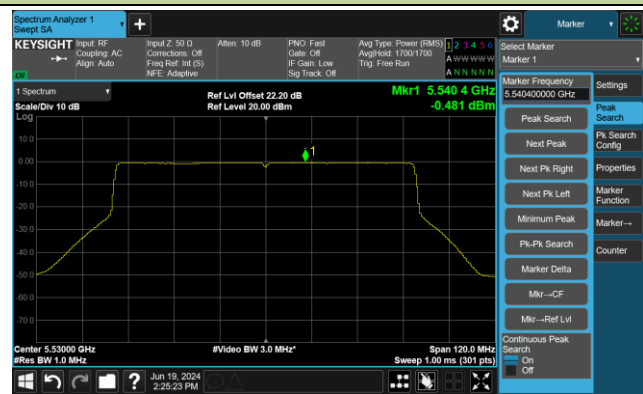 Spectrum Analyzer 1
Swept SA
Marker
KEYSIGHT
Input: RF
Coupling: AC
Align: Auto
Input Z: 50 Ω
Corrections: Off
Freq Ref: Int (S)
NFE: Adaptive
Atten: 10 dB
PNO: Fast
Gate: Off
IF Gain: Low
Sig Track: Off
Avg Type: Power (RMS)
Avg|Hold: 1700/1700
Trig: Free Run
1 2 3 4 5 6
A W W W W W
A N N N N N
LW
Select Marker
Marker 1
Marker Frequency
5.540400000 GHz
Settings
1 Spectrum
Scale/Div 10 dB
Log
Ref Lvl Offset 22.20 dB
Ref Level 20.00 dBm
Mkr1 5.540 4 GHz
-0.481 dBm
Peak Search
Next Peak
Next Pk Right
Next Pk Left
Minimum Peak
Pk-Pk Search
Marker Delta
Mkr→CF
Mkr→Ref Lvl
Continuous Peak
Search
On
Off
Peak
Search
Pk Search
Config
Properties
Marker
Function
Marker→
Counter
10.0
0.00
-10.0
-20.0
-30.0
-40.0
-50.0
-60.0
-70.0
1
Center 5.53000 GHz
#Res BW 1.0 MHz
#Video BW 3.0 MHz*
Span 120.0 MHz
Sweep 1.00 ms (301 pts)
?
Jun 19, 2024
2:25:23 PM